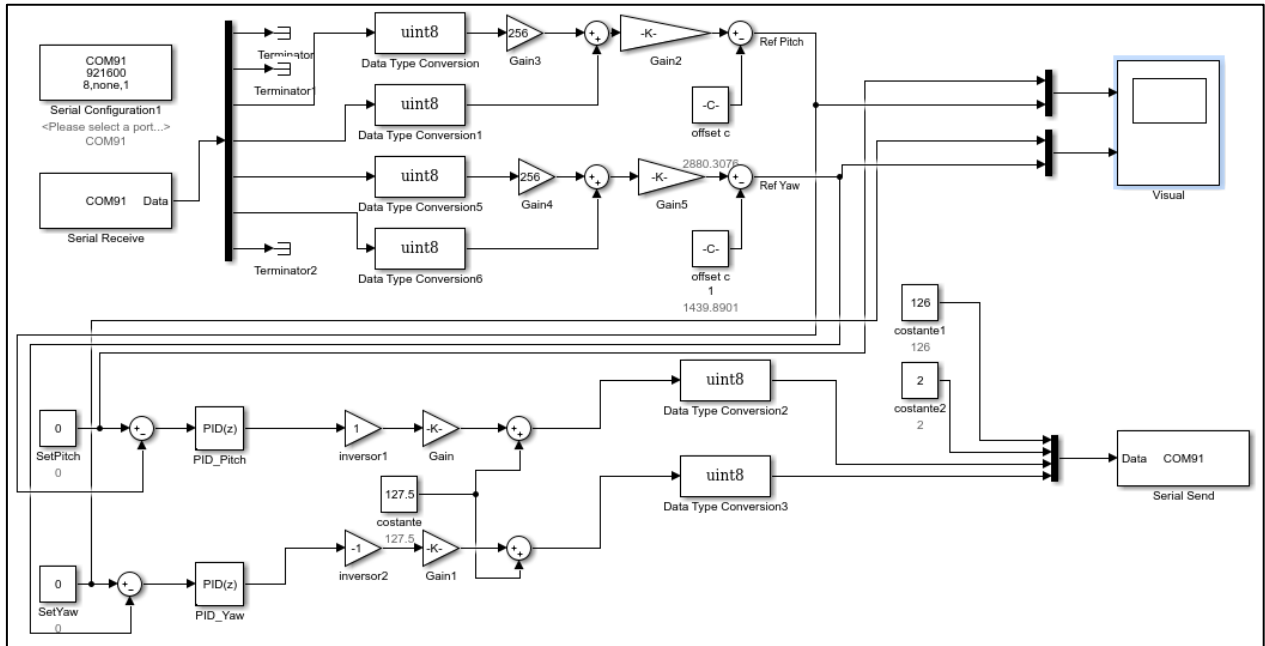 COM91
921600
8,none,1
Serial Configuration1
<Please select a port...>
COM91
COM91 Data
Serial Receive
Terminator
Terminator1
Terminator2
uint8
Data Type Conversion
uint8
Data Type Conversion1
uint8
Data Type Conversion5
uint8
Data Type Conversion6
256
Gain3
256
Gain4
+
+
+
+
-K-
Gain2
-K-
Gain5
+
-
Ref Pitch
-C-
offset c
2880.3076
+
-
Ref Yaw
-C-
offset c
1
1439.8901
Visual
0
SetPitch
0
+
-
PID(z)
PID_Pitch
1
inversor1
-K-
Gain
+
+
127.5
costante
127.5
0
SetYaw
0
+
-
PID(z)
PID_Yaw
-1
inversor2
-K-
Gain1
+
+
uint8
Data Type Conversion2
uint8
Data Type Conversion3
126
costante1
126
2
costante2
2
Data COM91
Serial Send